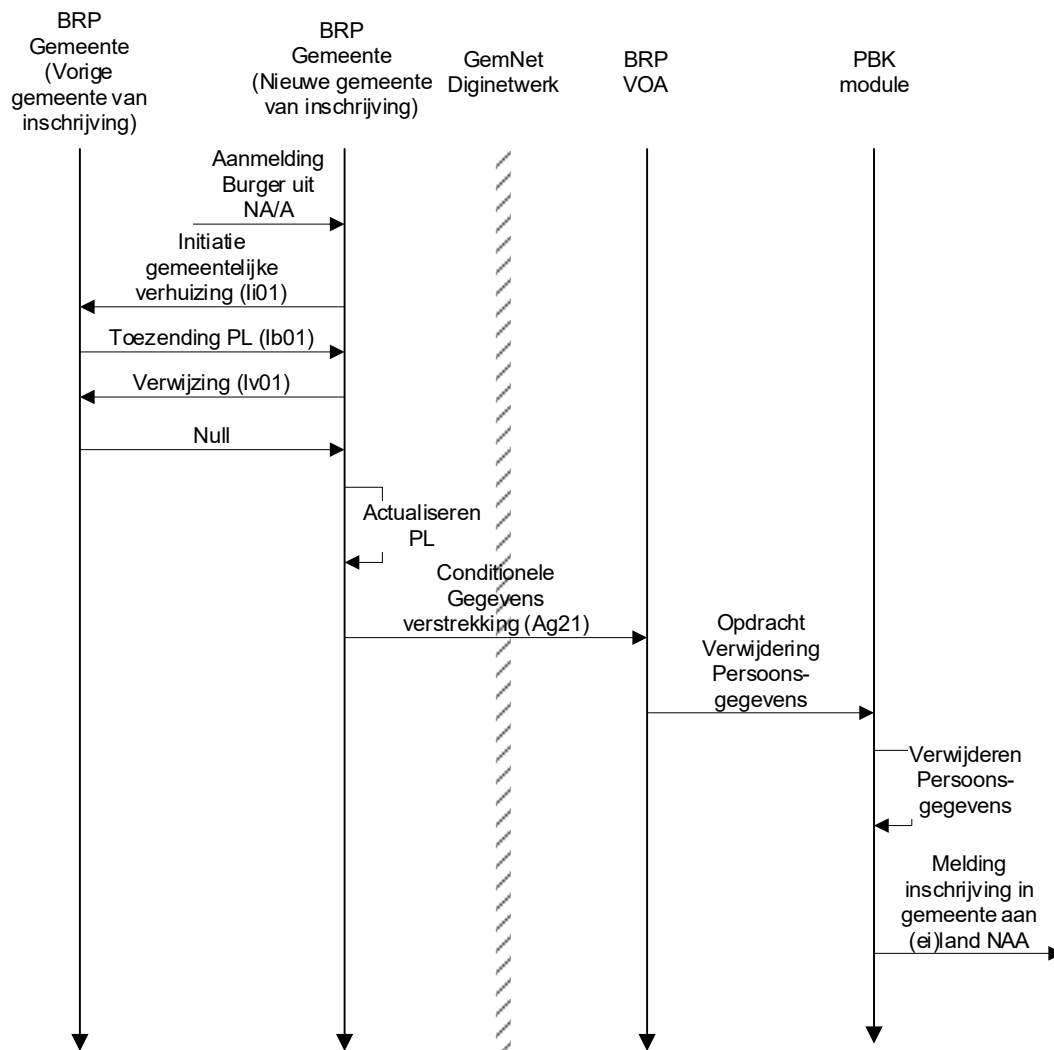 BRP
Gemeente
(Vorige
gemeente van
inschrijving)
BRP
Gemeente
(Nieuwe gemeente
van inschrijving)
GemNet
Diginetwerk
BRP
VOA
PBK
module
Aanmelding
Burger uit
NA/A
Initiatie
gemeentelijke
verhuizing (Ii01)
Toezending PL (Ib01)
Verwijzing (Iv01)
Null
Actualiseren
PL
Conditionele
Gegevens
verstrekking (Ag21)
Opdracht
Verwijdering
Persoons-
gegevens
Verwijderen
Persoons-
gegevens
Melding
inschrijving in
gemeente aan
(ei)land NAA